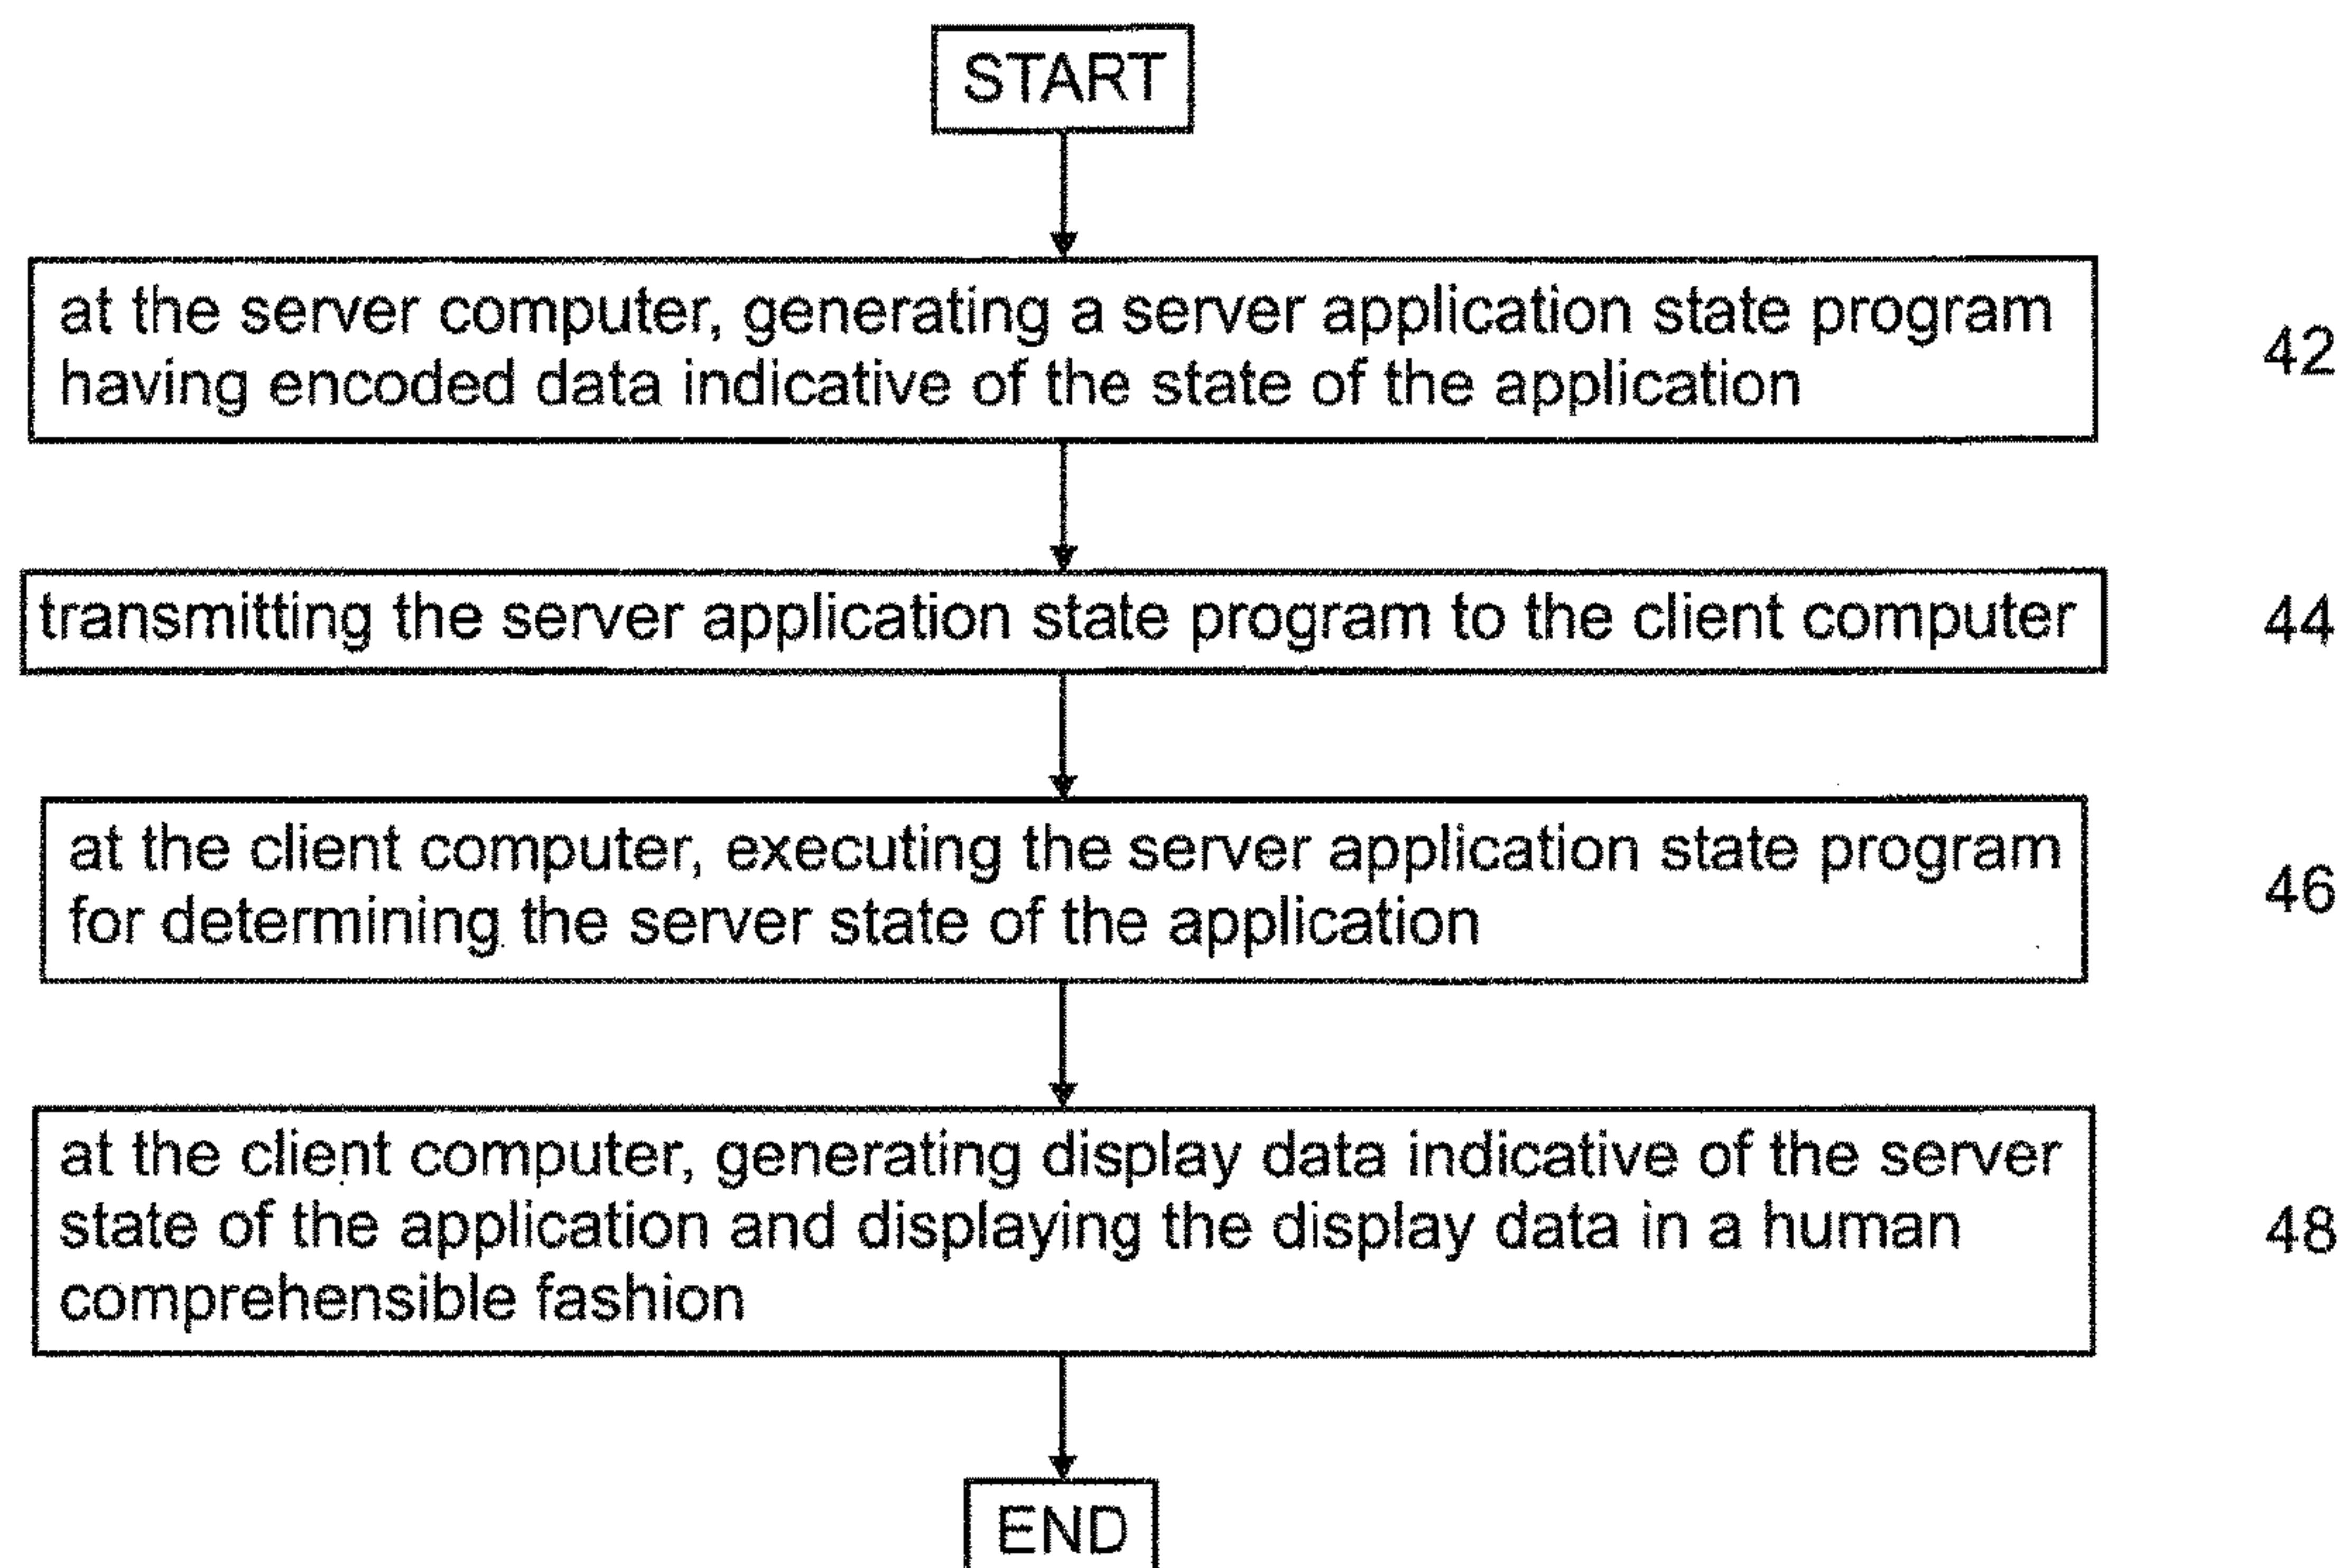 START
at the server computer, generating a server application state program
having encoded data indicative of the state of the application
42
transmitting the server application state program to the client computer
44
at the client computer, executing the server application state program
for determining the server state of the application
46
at the client computer, generating display data indicative of the server
state of the application and displaying the display data in a human
comprehensible fashion
48
END